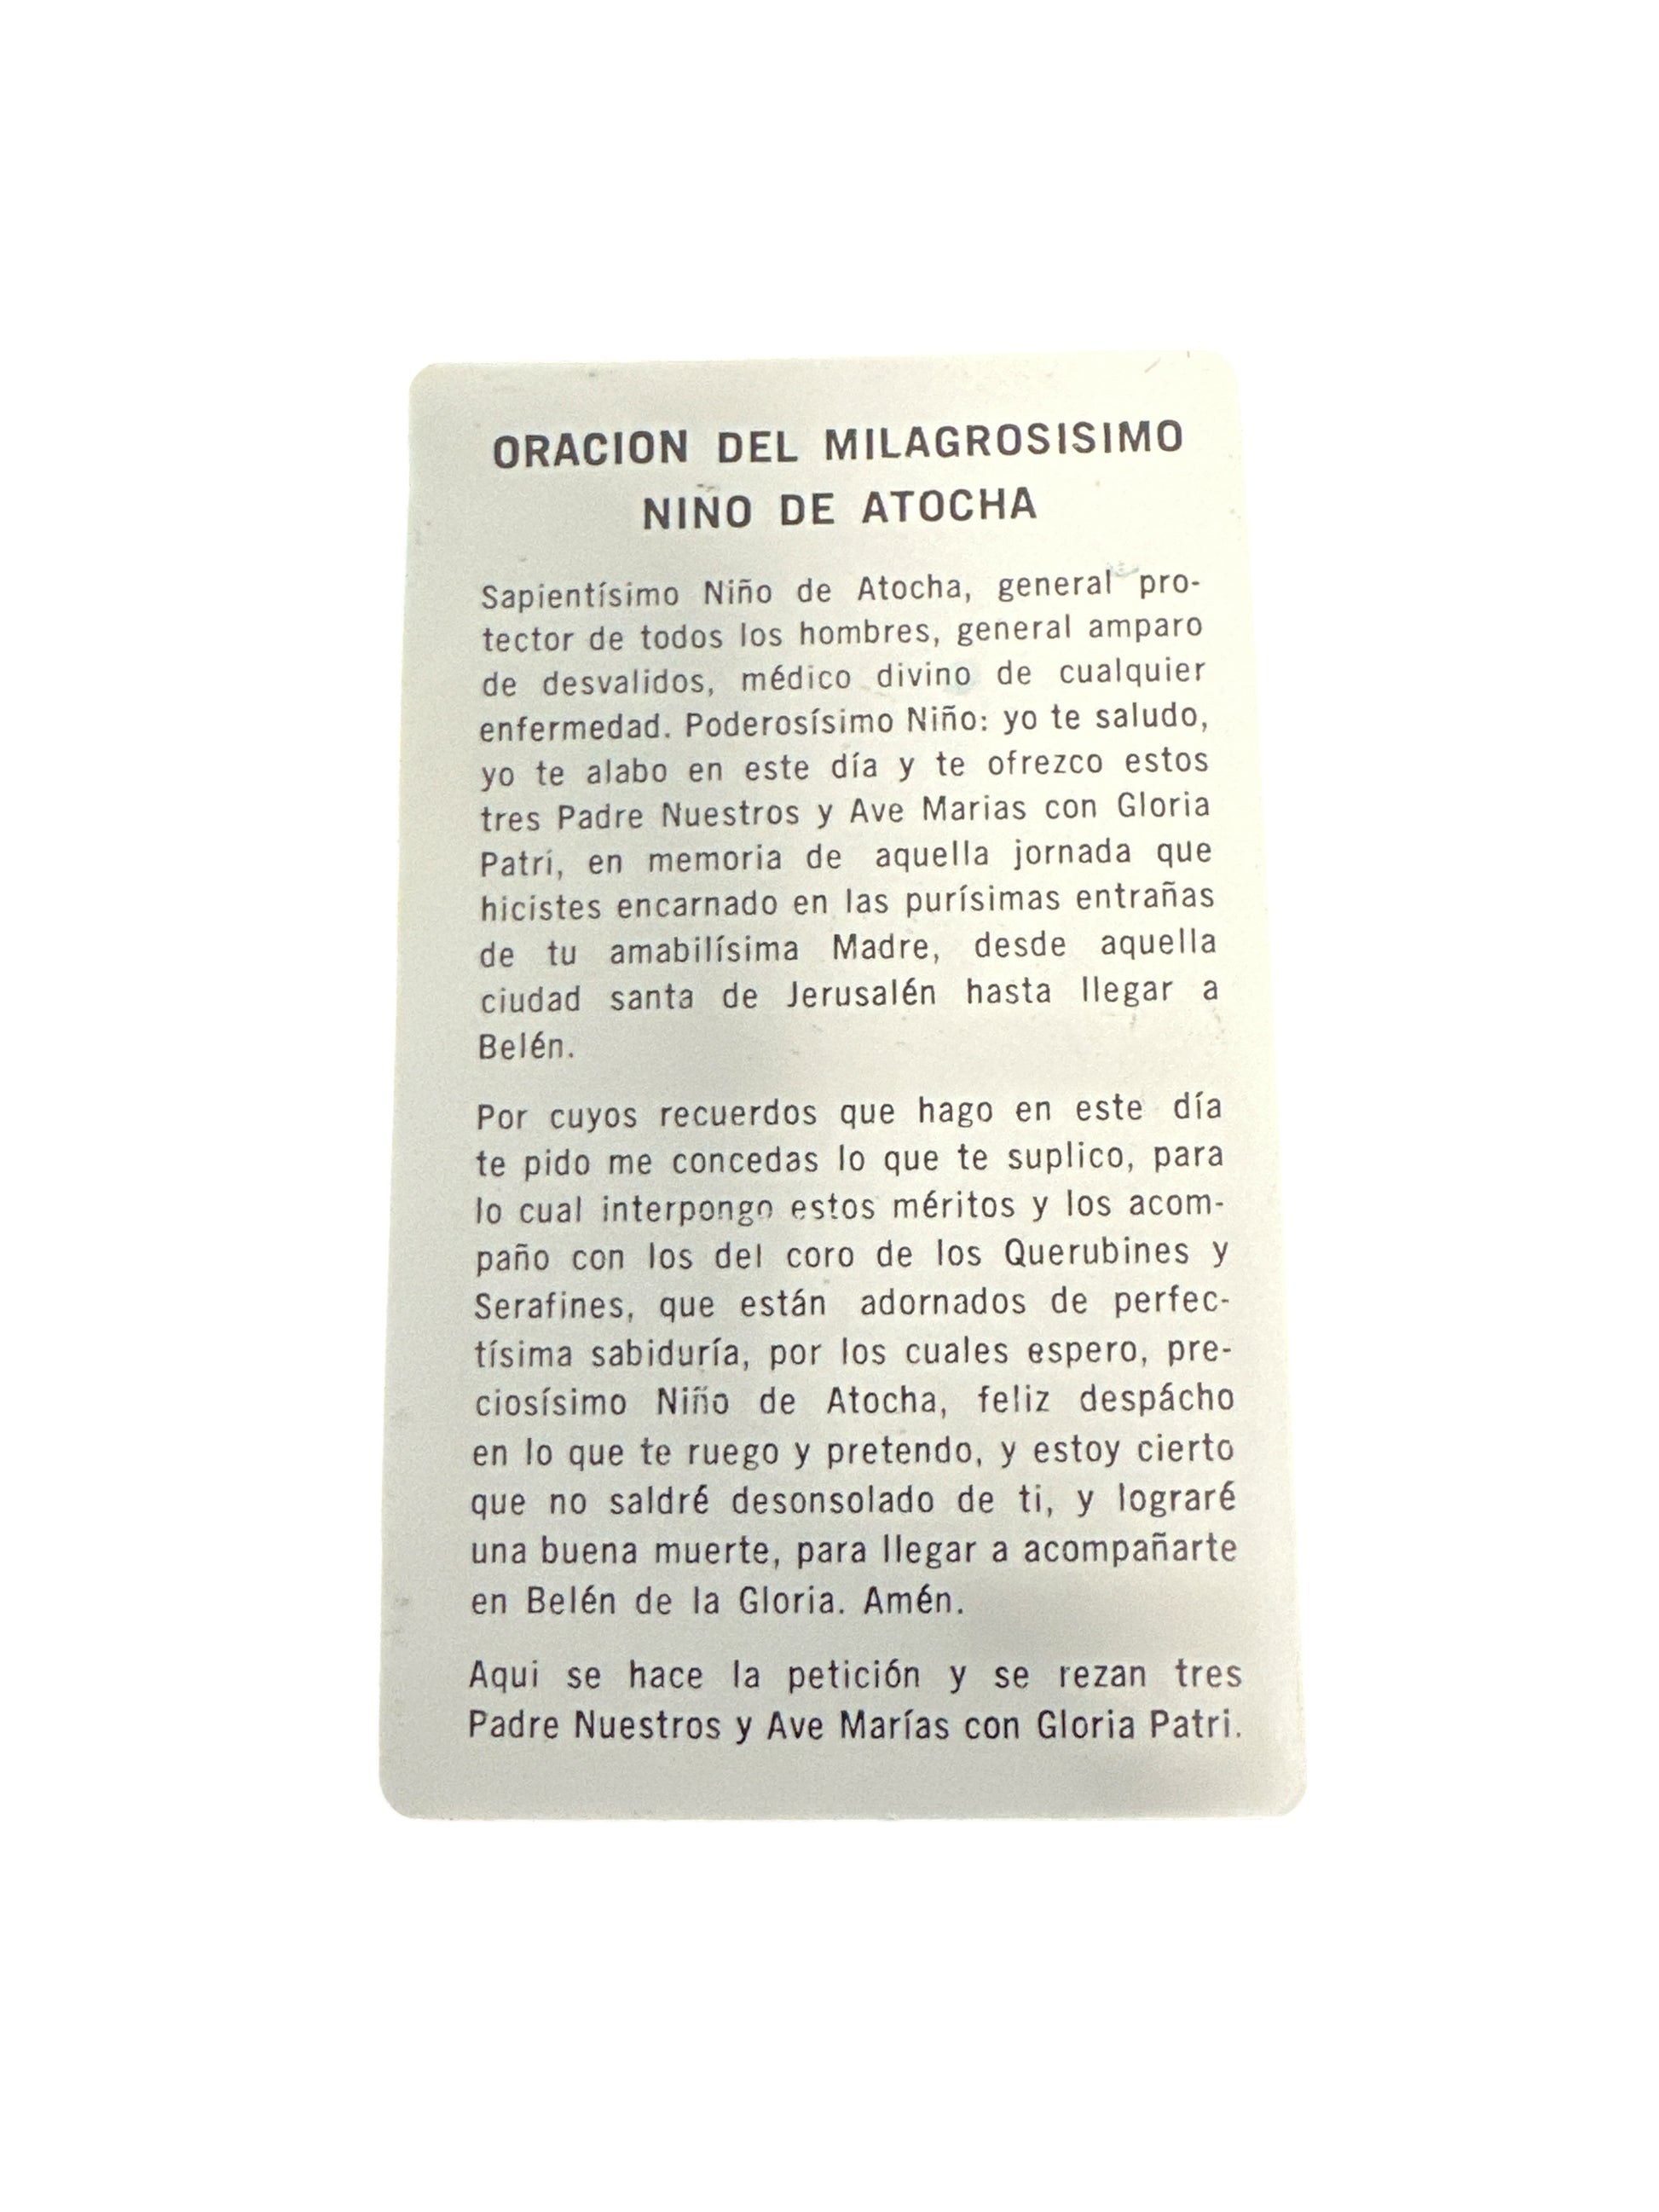 ORACION DEL MILAGROSISIMO
NIÑO DE ATOCHA
Sapientísimo Niño de Atocha, general pro-
tector de todos los hombres, general amparo
de desvalidos, médico divino de cualquier
enfermedad. Poderosísimo Niño: yo te saludo,
yo te alabo en este día y te ofrezco estos
tres Padre Nuestros y Ave Marias con Gloria
Patri, en memoria de aquella jornada que
hicistes encarnado en las purísimas entrañas
de tu amabilísima Madre, desde aquella
ciudad santa de Jerusalén hasta llegar a
Belén.
Por cuyos recuerdos que hago en este día
te pido me concedas lo que te suplico, para
lo cual interpongo estos méritos y los acom-
paño con los del coro de los Querubines y
Serafines, que están adornados de perfec-
tísima sabiduría, por los cuales espero, pre-
ciosísimo Niño de Atocha, feliz despácho
en lo que te ruego y pretendo, y estoy cierto
que no saldré desonsolado de ti, y lograré
una buena muerte, para llegar a acompañarte
en Belén de la Gloria. Amén.
Aqui se hace la petición y se rezan tres
Padre Nuestros y Ave Marías con Gloria Patri.